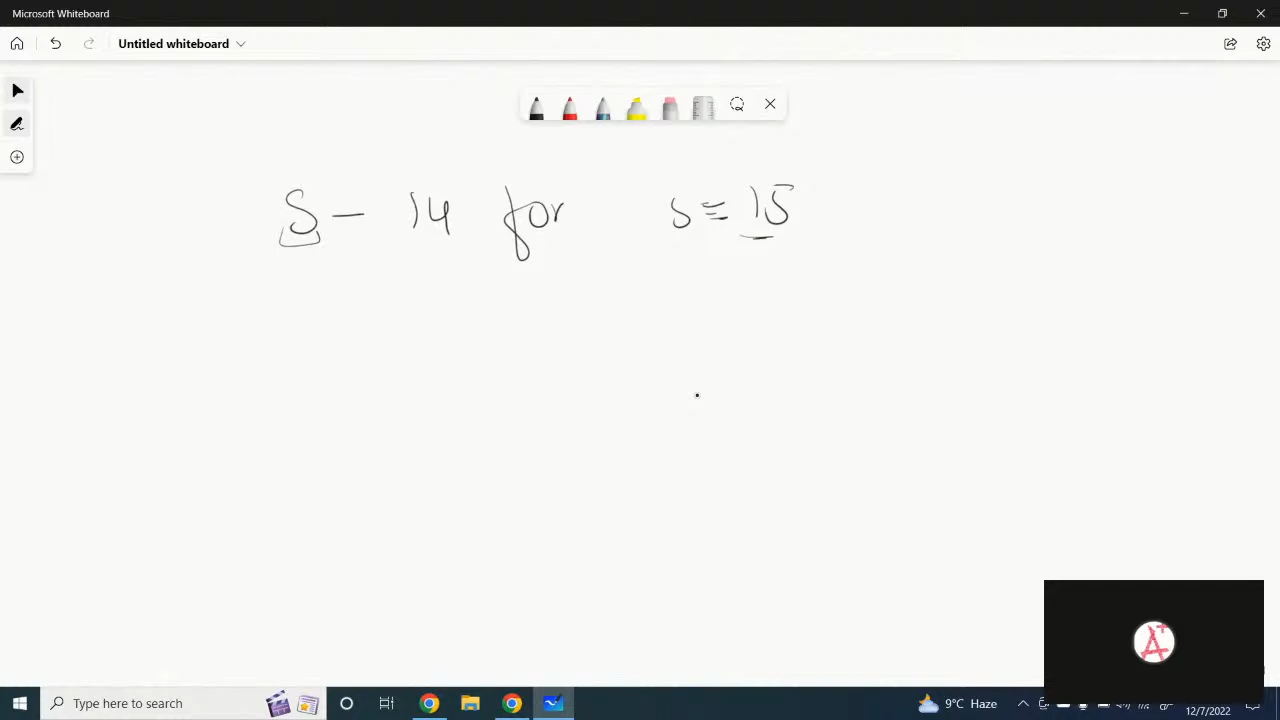 Microsoft Whiteboard
Untitled whiteboard
S - 14 for s = 15
A+
Type here to search
9°C Haze
12/7/2022